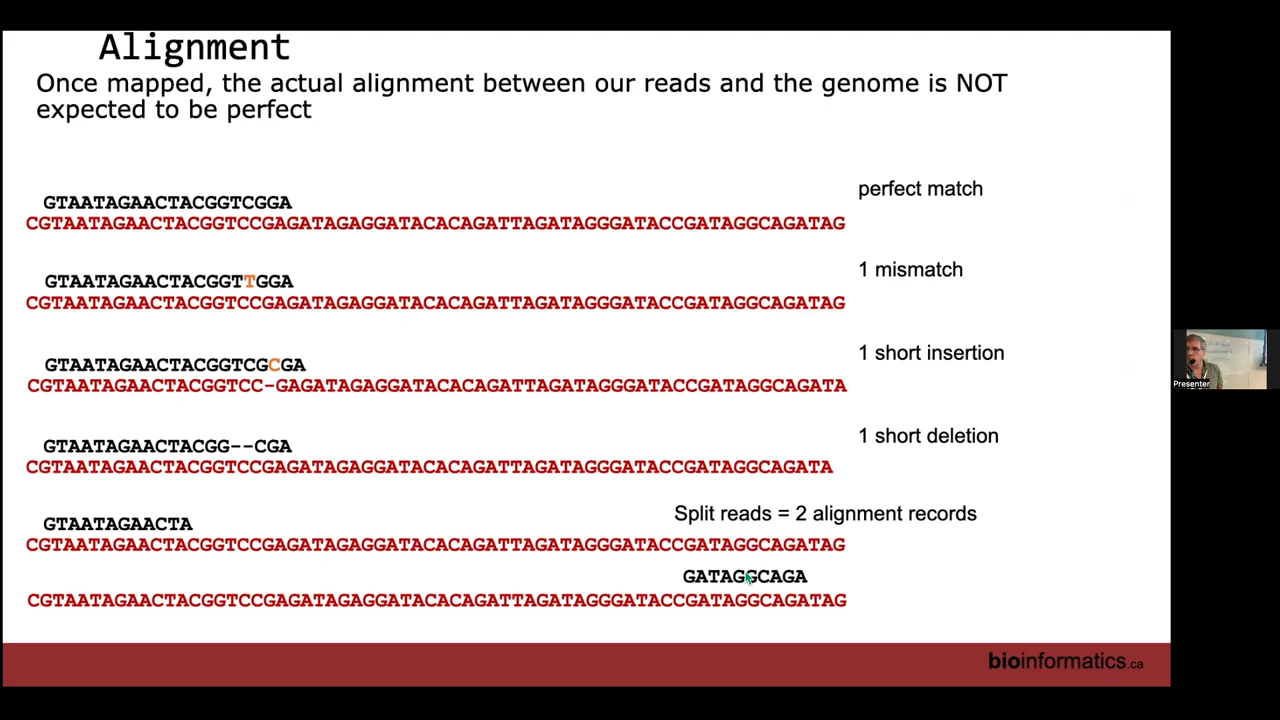 Alignment
Once mapped, the actual alignment between our reads and the genome is NOT
expected to be perfect
GTAATAGAACTACGGTCGGA
perfect match
CGTAATAGAACTACGGTCCGAGATAGAGGATACACAGATTAGATAGGGATACCGATAGGCAGATAG
GTAATAGAACTACGGTTGGA
1 mismatch
CGTAATAGAACTACGGTCCGAGATAGAGGATACACAGATTAGATAGGGATACCGATAGGCAGATAG
GTAATAGAACTACGGTCGCGA
1 short insertion
CGTAATAGAACTACGGTCC-GAGATAGAGGATACACAGATTAGATAGGGATACCGATAGGCAGATA
GTAATAGAACTACGG--CGA
1 short deletion
CGTAATAGAACTACGGTCCGAGATAGAGGATACACAGATTAGATAGGGATACCGATAGGCAGATA
Split reads = 2 alignment records
GTAATAGAACTA
CGTAATAGAACTACGGTCCGAGATAGAGGATACACAGATTAGATAGGGATACCGATAGGCAGATAG
GATAGGCAGA
CGTAATAGAACTACGGTCCGAGATAGAGGATACACAGATTAGATAGGGATACCGATAGGCAGATAG
bioinformatics.ca
Presenter